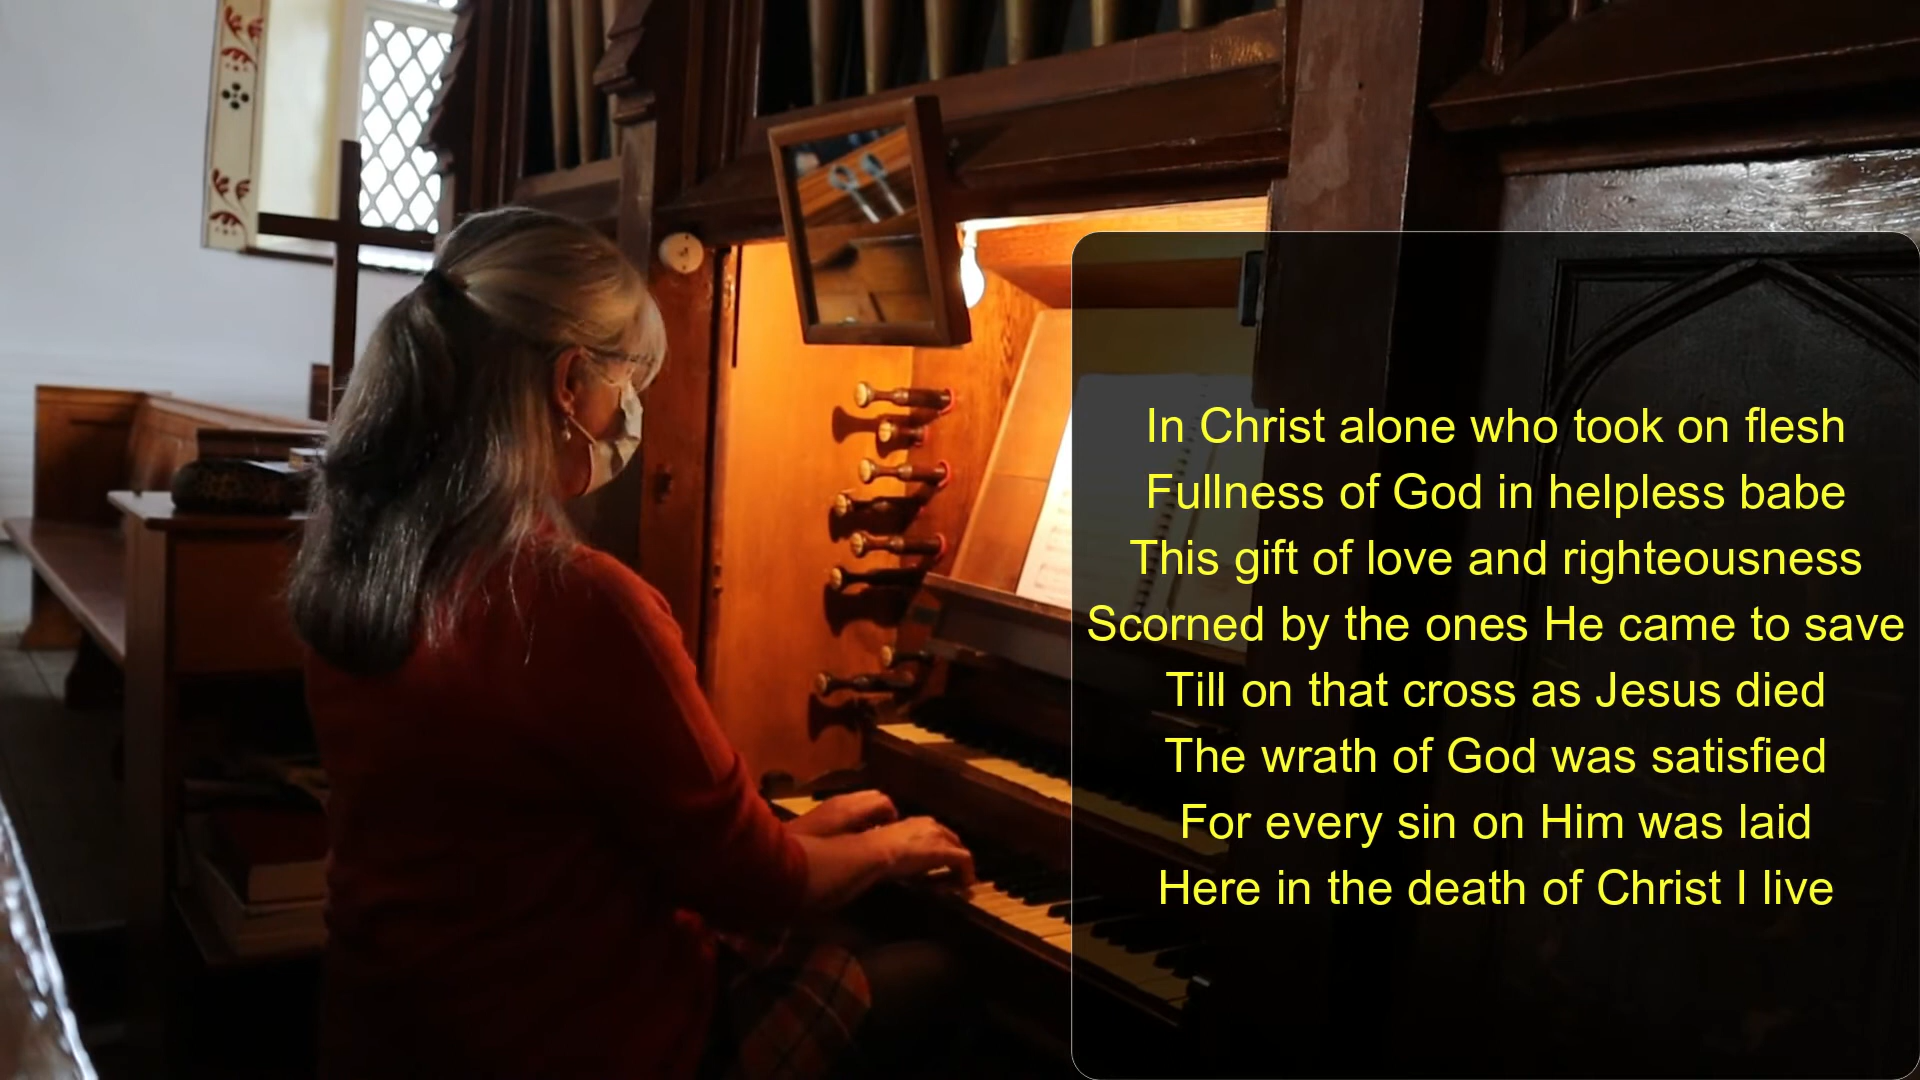 In Christ alone who took on flesh
Fullness of God in helpless babe
This gift of love and righteousness
Scorned by the ones He came to save
Till on that cross as Jesus died
The wrath of God was satisfied
For every sin on Him was laid
Here in the death of Christ I live